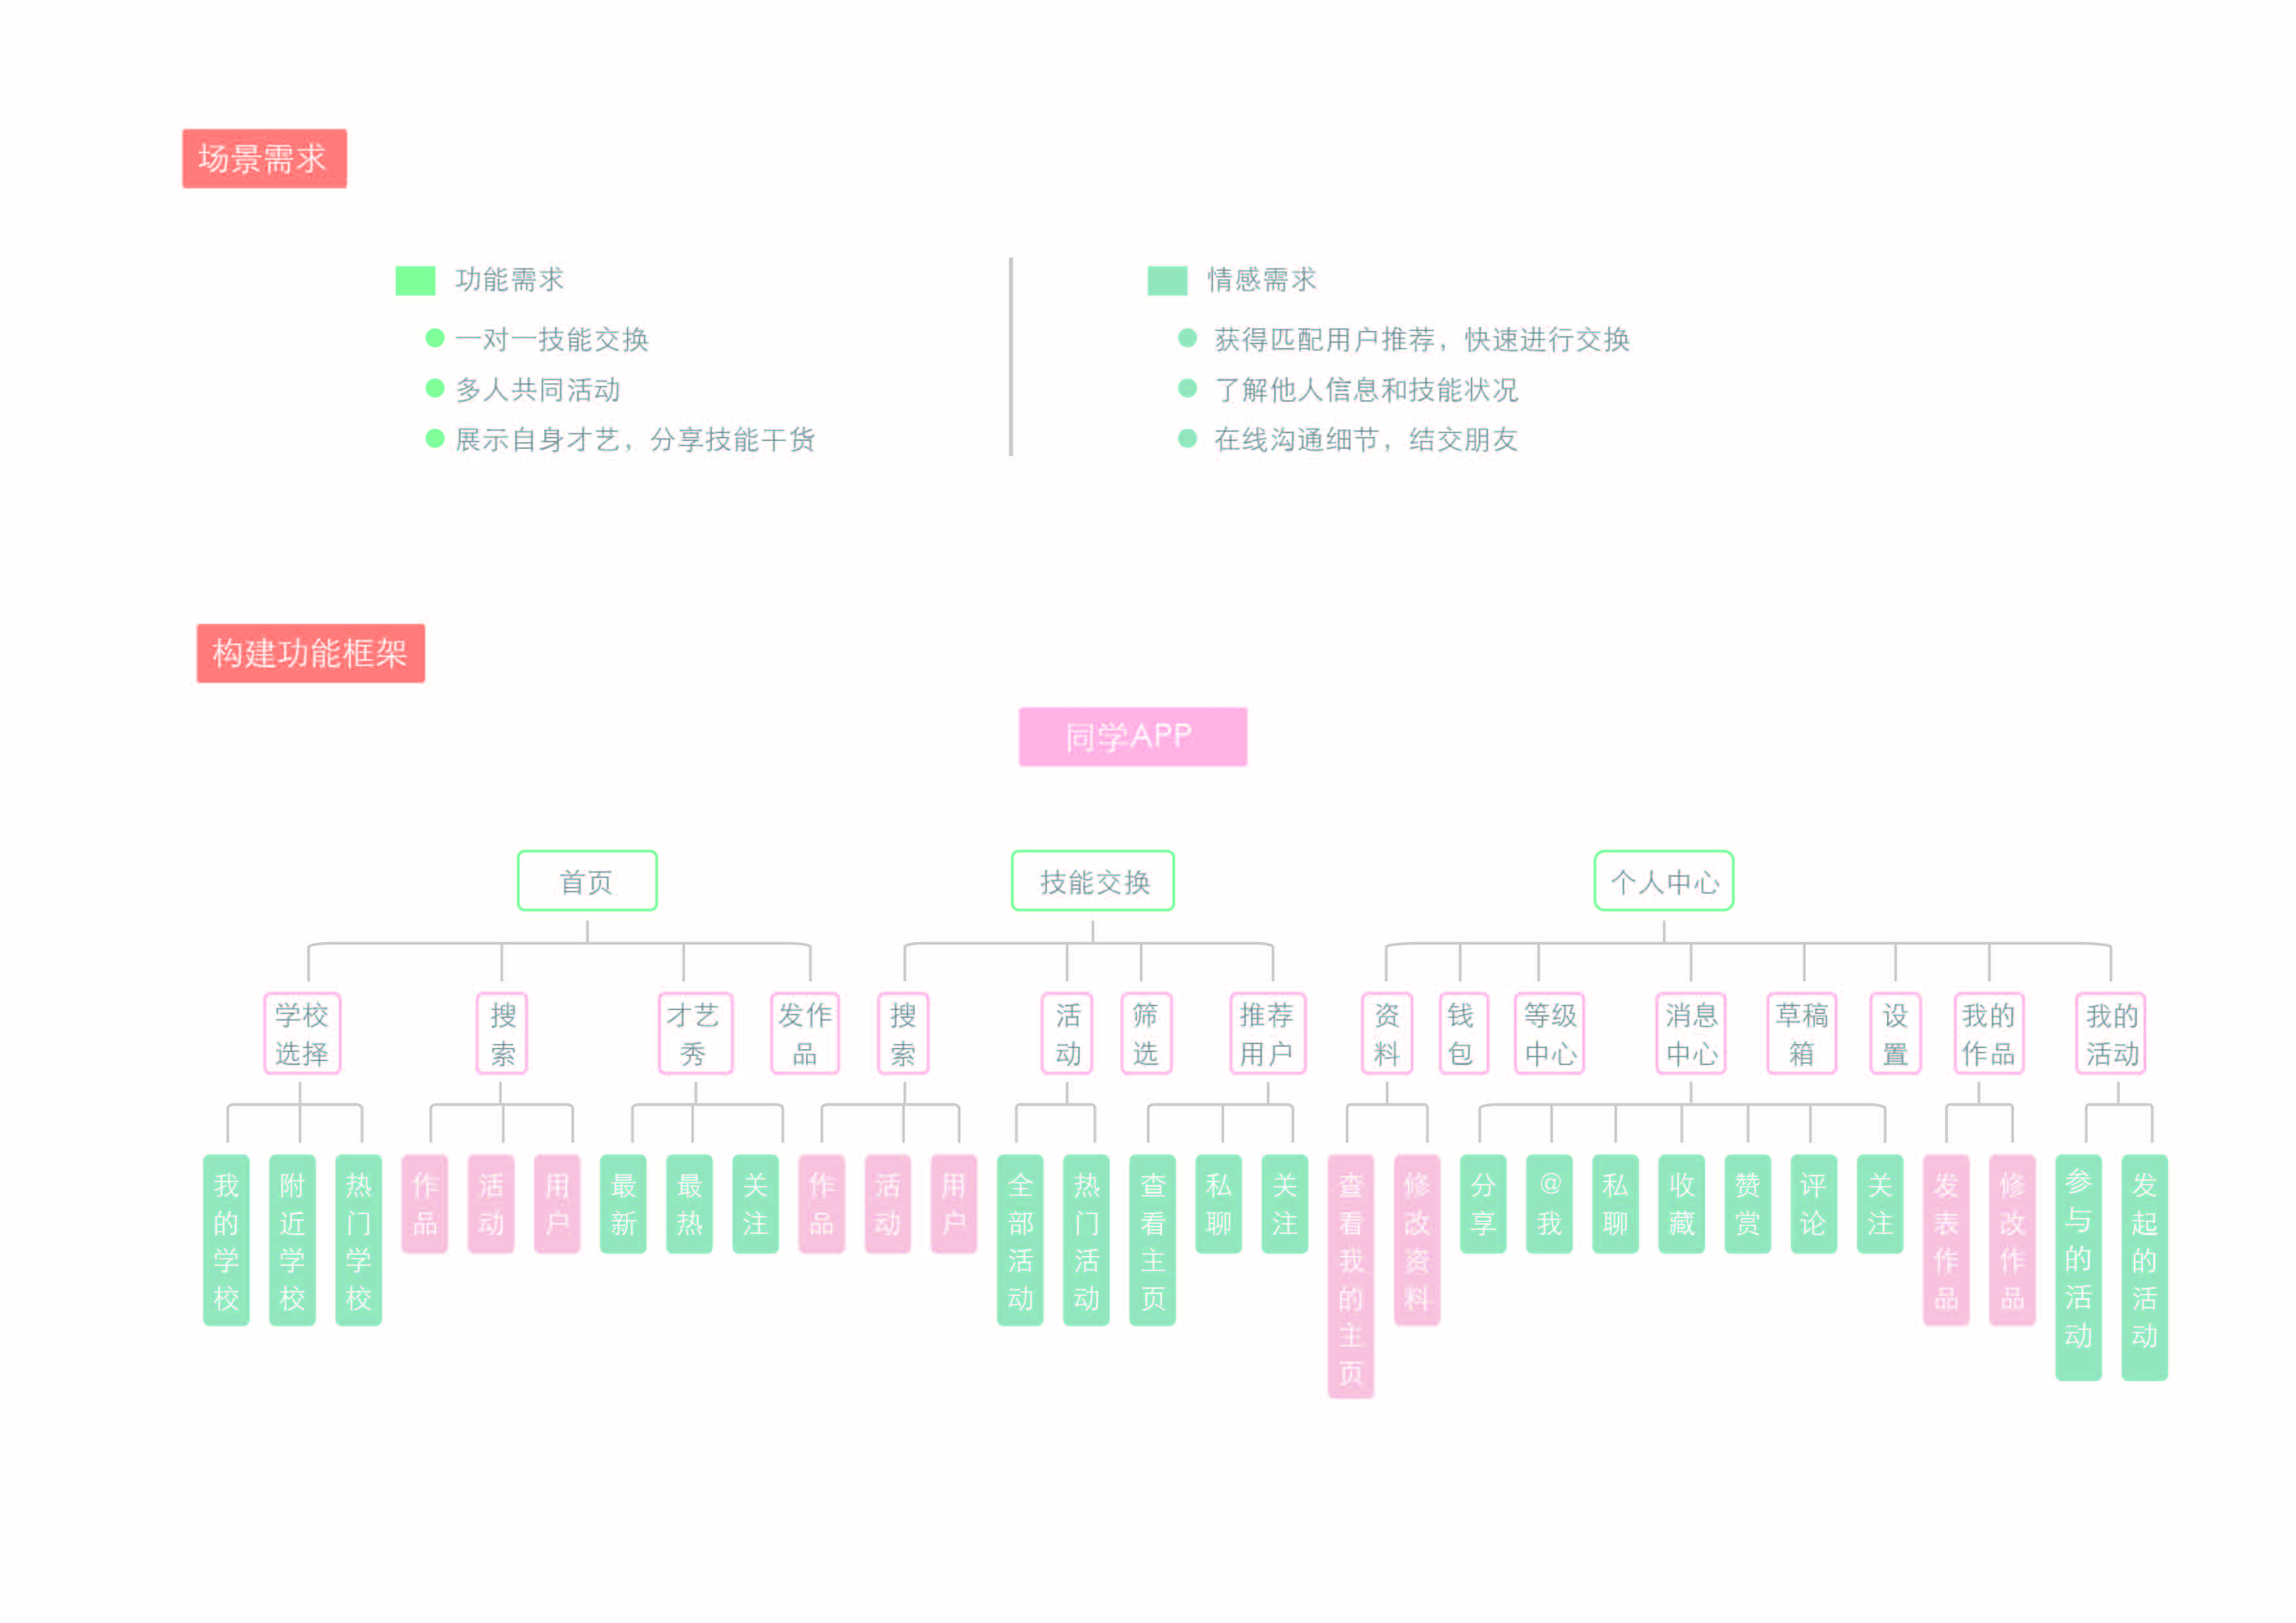 场景需求
功能需求
一对一技能交换
多人共同活动
展示自身才艺，分享技能干货
情感需求
获得匹配用户推荐，快速进行交换
了解他人信息和技能状况
在线沟通细节，结交朋友
构建功能框架
同学APP
首页
技能交换
个人中心
学校
选择
搜
索
才艺
秀
发作
品
搜
索
活
动
筛
选
推荐
用户
资
料
钱
包
等级
中心
消息
中心
草稿
箱
设
置
我的
作品
我的
活动
我的学校
附近学校
热门学校
作品
活动
用户
最新
最热
关注
作品
活动
用户
全部活动
热门活动
查看主页
私聊
关注
查看我的主页
修改资料
分享
@我
私聊
收藏
赞赏
评论
关注
发表作品
修改作品
参与的活动
发起的活动